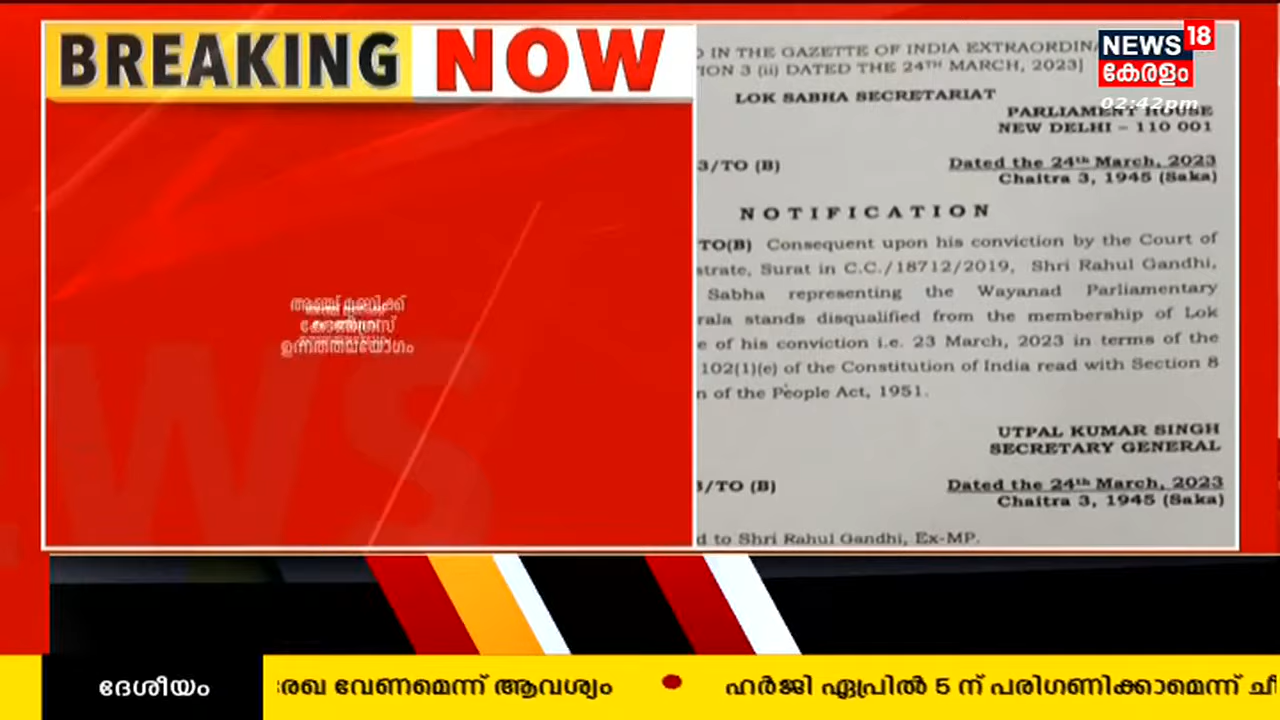 BREAKING NOW
അഞ്ച് മണിക്ക്
കോൺഗ്രസ്
ഉന്നതതലയോഗം
IN THE GAZETTE OF INDIA
ION 3 (ii) DATED THE 24TH MARCH, 2023]
LOK SABHA SECRETARIAT
PARLIAMENT HOUSE
NEW DELHI – 110 001
3/TO (B) Dated the 24th March, 2023
Chaitra 3, 1945 (Saka)
NOTIFICATION
TO(B) Consequent upon his conviction by the Court of
strate, Surat in C.C./18712/2019, Shri Rahul Gandhi,
Sabha representing the Wayanad Parliamentary
rala stands disqualified from the membership of Lok
e of his conviction i.e. 23 March, 2023 in terms of the
102(1)(e) of the Constitution of India read with Section 8
n of the People Act, 1951.
UTPAL KUMAR SINGH
SECRETARY GENERAL
/TO (B) Dated the 24th March, 2023
Chaitra 3, 1945 (Saka)
d to Shri Rahul Gandhi, Ex-MP.
NEWS 18
കേരളം
02:42pm
ദേശീയം
രേഖ വേണമെന്ന് ആവശ്യം • ഹർജി ഏപ്രിൽ 5 ന് പരിഗണിക്കാമെന്ന് ചീ